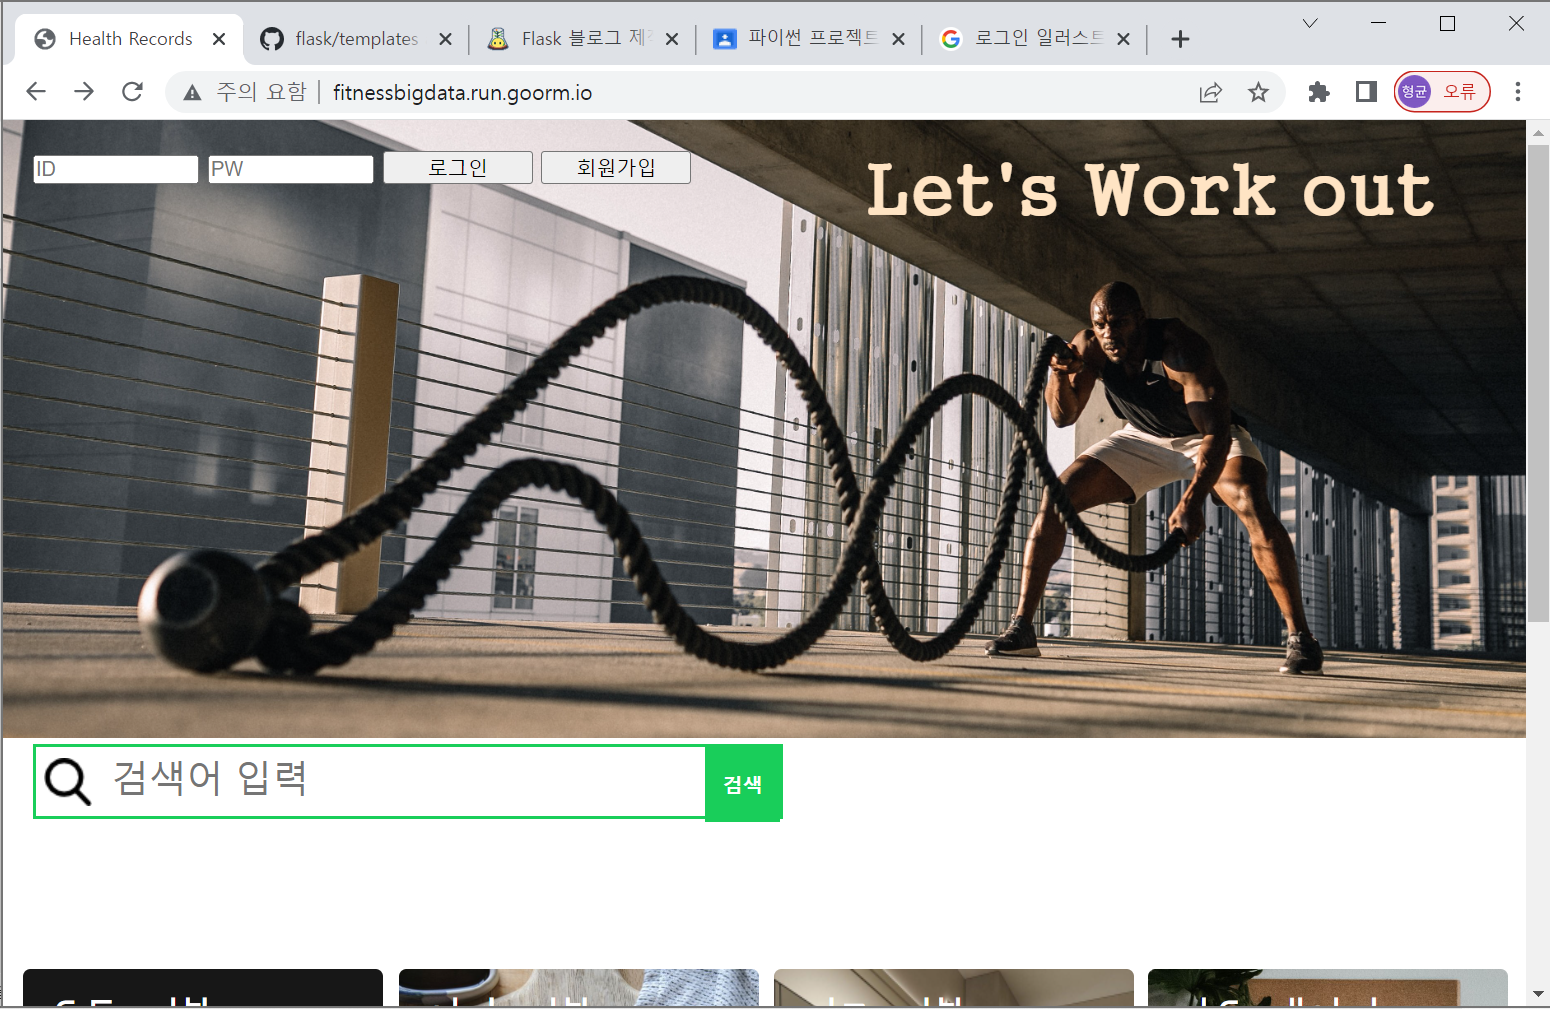 Health Records
flask/templates
Flask 블로그 제
파이썬 프로젝트
로그인 일러스트
주의 요함
fitnessbigdata.run.goorm.io
형균
오류
ID
PW
로그인
회원가입
Let's Work out
검색어 입력
검색